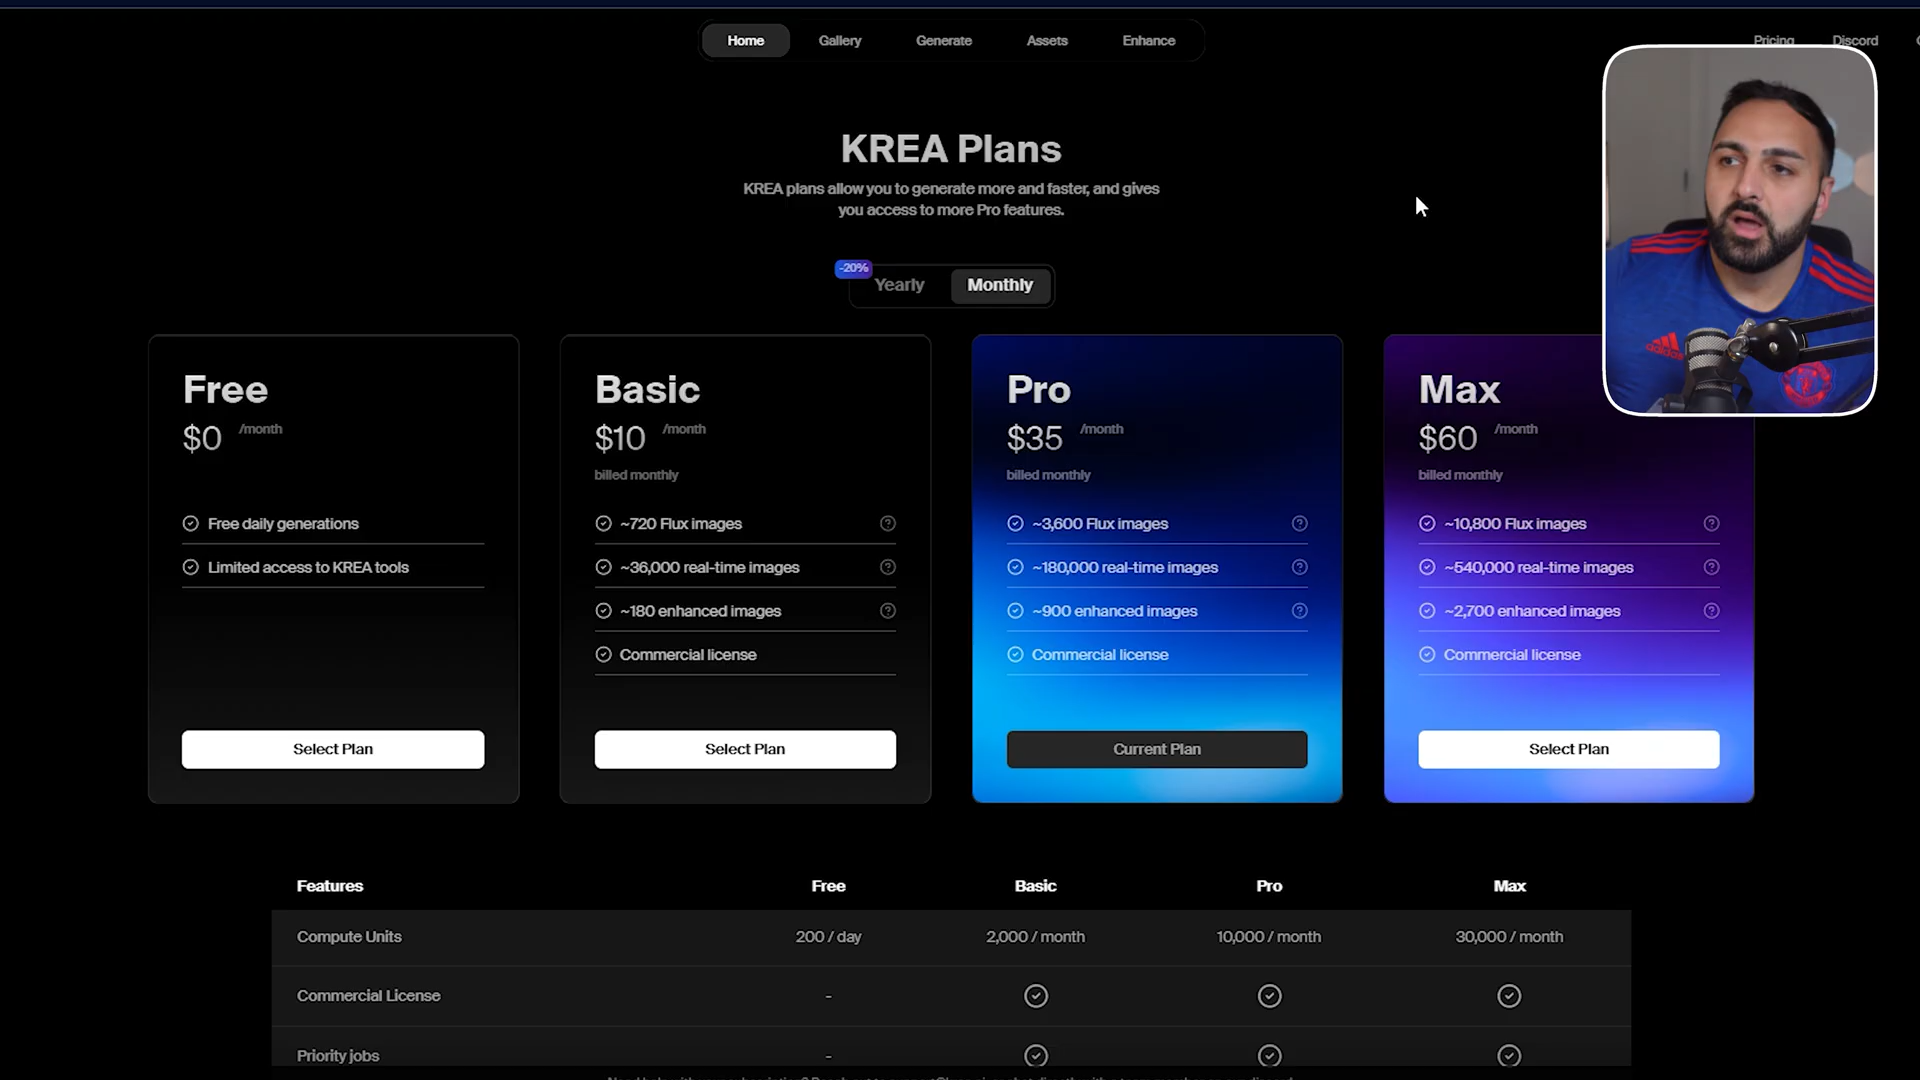 Home Gallery Generate Assets Enhance
Pricing Discord
KREA Plans
KREA plans allow you to generate more and faster, and gives
you access to more Pro features.
-20%
Yearly Monthly
Free
$0 /month
Free daily generations
Limited access to KREA tools
Select Plan
Basic
$10 /month
billed monthly
~720 Flux images
~36,000 real-time images
~180 enhanced images
Commercial license
Select Plan
Pro
$35 /month
billed monthly
~3,600 Flux images
~180,000 real-time images
~900 enhanced images
Commercial license
Current Plan
Max
$60 /month
billed monthly
~10,800 Flux images
~540,000 real-time images
~2,700 enhanced images
Commercial license
Select Plan
adidas
Features Free Basic Pro Max
Compute Units 200 / day 2,000 / month 10,000 / month 30,000 / month
Commercial License -
Priority jobs -